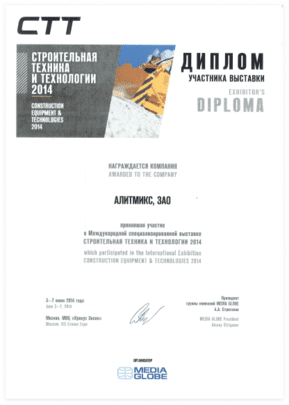 СТТ
СТРОИТЕЛЬНАЯ
ТЕХНИКА
И ТЕХНОЛОГИИ
2014
CONSTRUCTION
EQUIPMENT &
TECHNOLOGIES
2014
ДИПЛОМ
УЧАСТНИКА ВЫСТАВКИ
EXHIBITOR'S
DIPLOMA
НАГРАЖДАЕТСЯ КОМПАНИЯ
AWARDED TO THE COMPANY
АЛИТМИКС, ЗАО
принявшая участие
в Международной специализированной выставке
СТРОИТЕЛЬНАЯ ТЕХНИКА И ТЕХНОЛОГИИ 2014
which participated in the International Exhibition
CONSTRUCTION EQUIPMENT & TECHNOLOGIES 2014
3–7 июня 2014 года
June 3–7, 2014
Москва, МВЦ «Крокус Экспо»
Moscow, IEC Crocus Expo
Президент
группы компаний MEDIA GLOBE
MEDIA GLOBE President
ОРГАНИЗАТОР
MEDIA
GLOBE